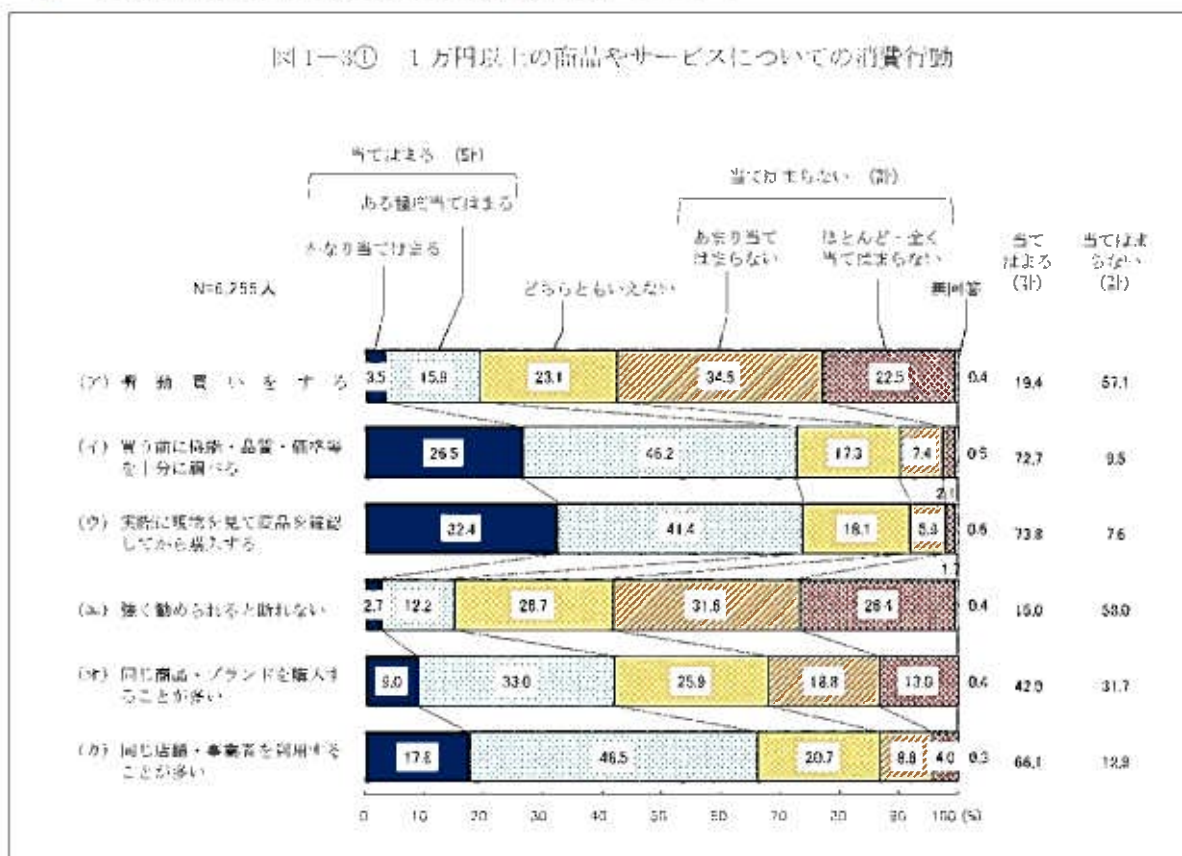 図1-3① 1万円以上の商品やサービスについての消費行動
当てはまる (計)
当てはまらない (計)
ある程度当てはまる
かなり当てはまる
あまり当て
はまらない
ほとんど・全く
当てはまらない
当て
はまる
(計)
当てはま
らない
(計)
N=6,255人
どちらともいえない
無回答
(ア) 衝動買いをする
3.5 15.9 23.1 34.5 22.5 0.4 19.4 57.1
(イ) 買う前に機能・品質・価格等
を十分に調べる
26.5 46.2 17.3 7.4 2.1 0.5 72.7 9.5
(ウ) 実際に現物を見て商品を確認
してから購入する
32.4 41.4 18.1 1.7 0.6 73.8 7.6
(エ) 強く勧められると断れない
2.7 12.2 26.7 31.6 26.4 0.4 15.0 58.0
(オ) 同じ商品・ブランドを購入す
ることが多い
9.0 33.0 25.9 18.8 13.0 0.4 42.0 31.7
(カ) 同じ店舗・事業者を利用する
ことが多い
17.6 48.5 20.7 8.8 4.0 0.3 66.1 12.9
0 10 20 30 40 50 60 70 80 90 100 (%)